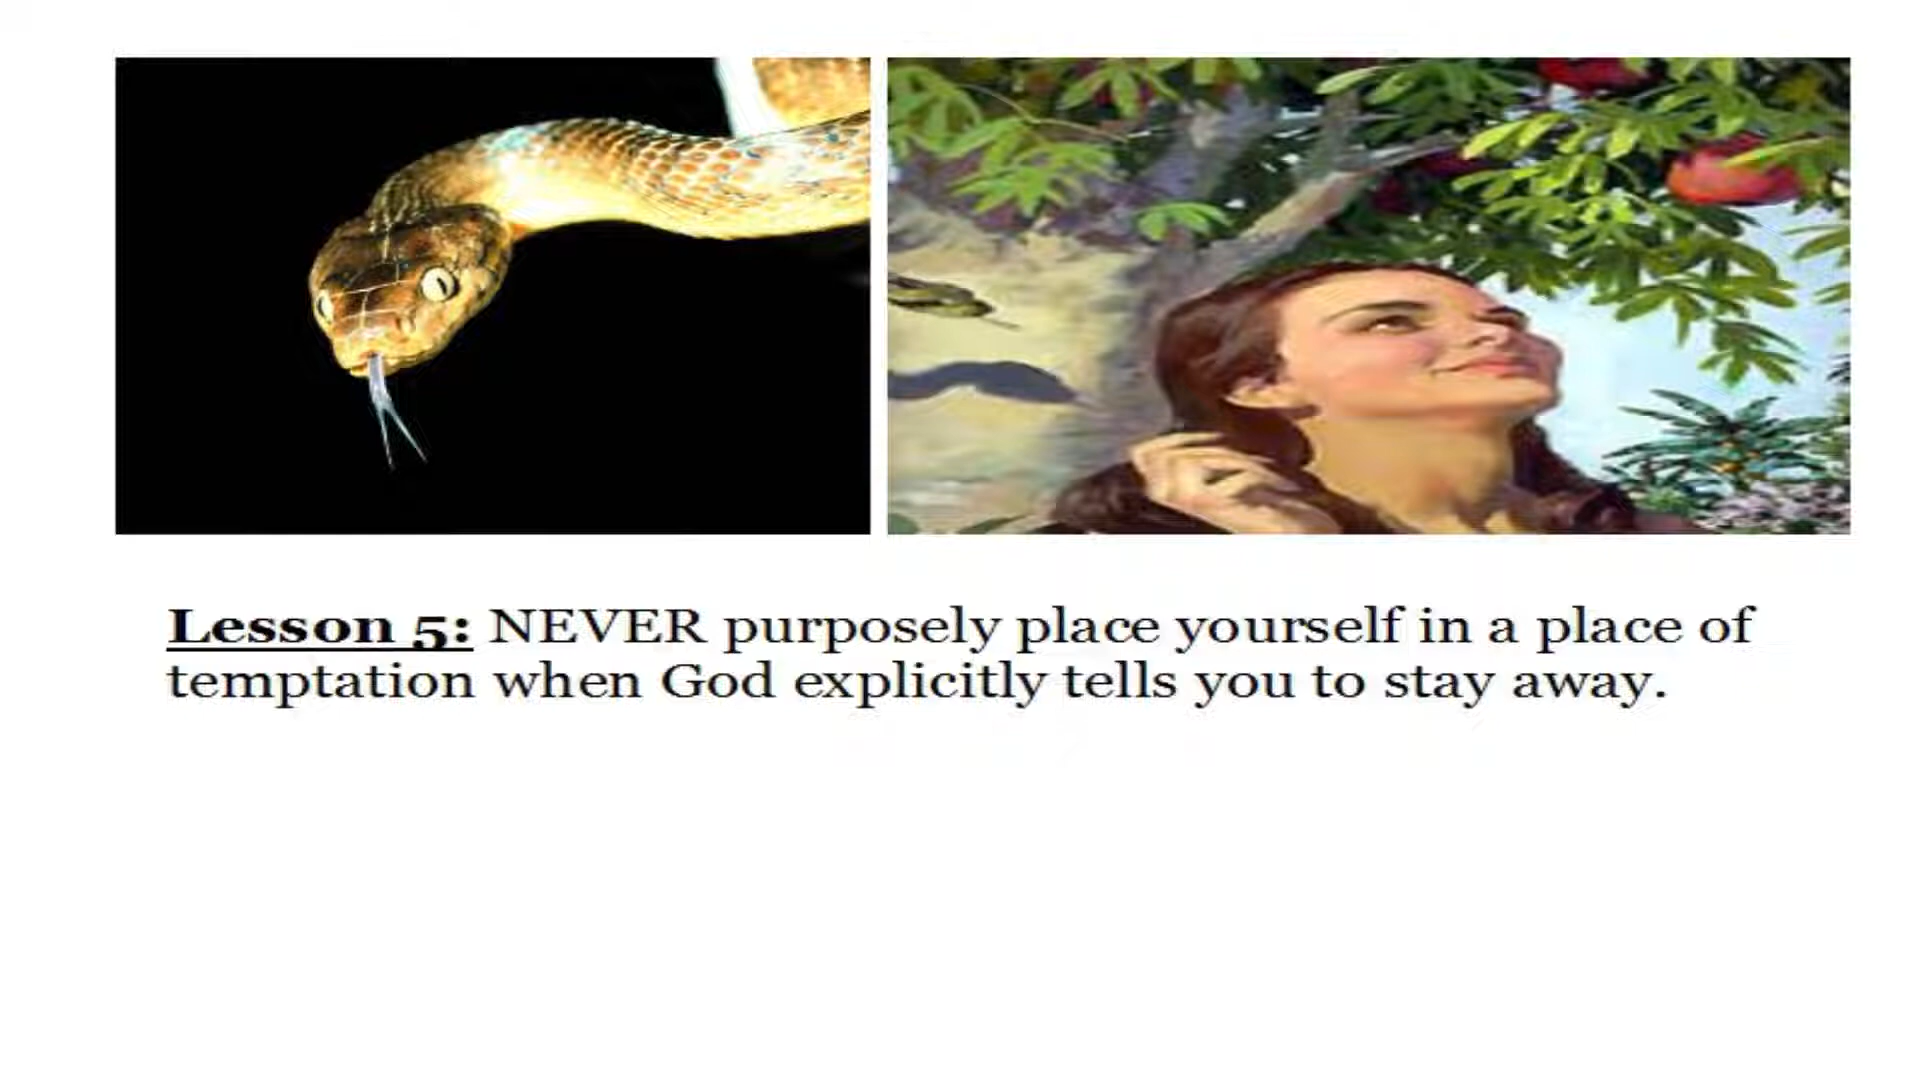 Lesson 5: NEVER purposely place yourself in a place of
temptation when God explicitly tells you to stay away.